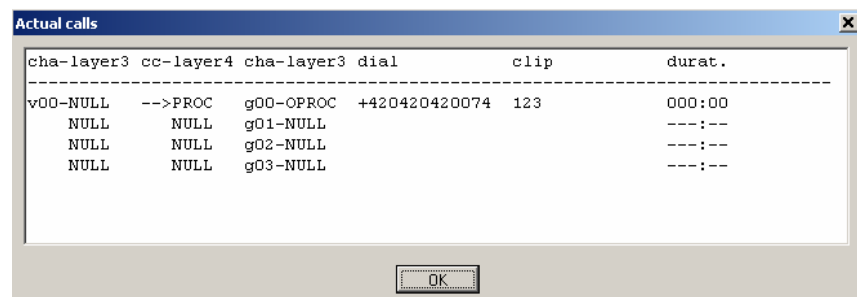 Actual calls
cha-layer3 cc-layer4 cha-layer3 dial clip durat.
--------------------------------------------------------------------------------
v00-NULL -->PROC g00-OPROC +420420420074 123 000:00
NULL NULL g01-NULL ---:--
NULL NULL g02-NULL ---:--
NULL NULL g03-NULL ---:--
OK